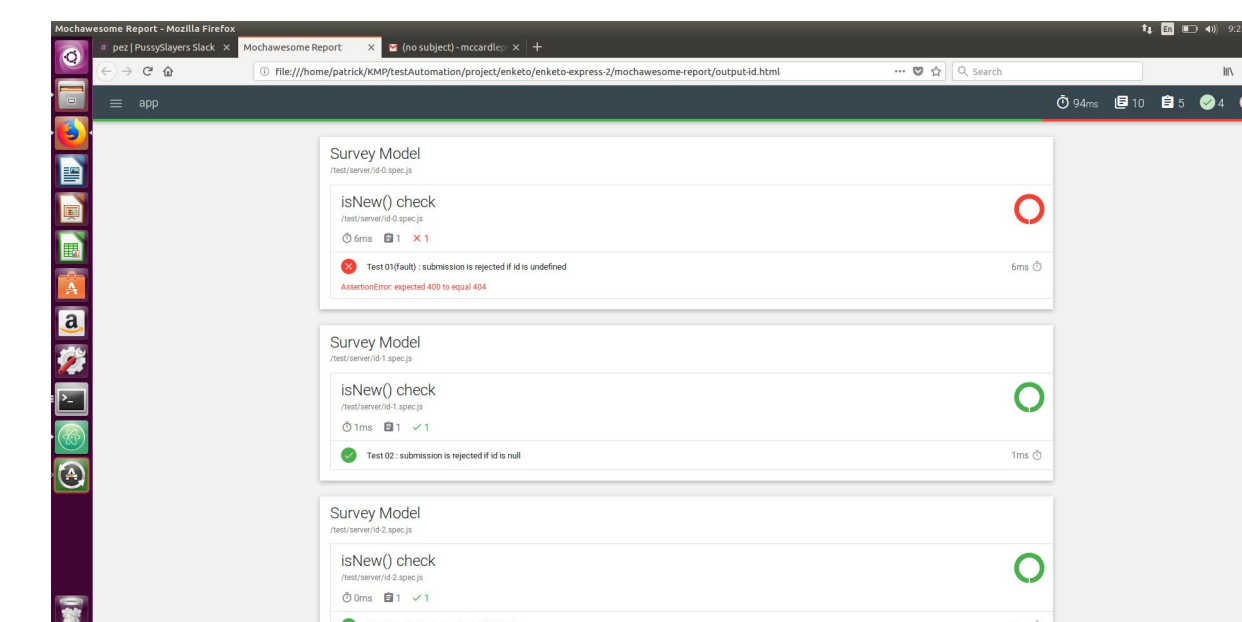 Mochawesome Report - Mozilla Firefox
En 9:2
# pez | PussySlayers Slack × Mochawesome Report × (no subject) - mccardlep × +
file:///home/patrick/KMP/testAutomation/project/enketo/enketo-express-2/mochawesome-report/output-id.html Search
app 94ms 10 5 4
Survey Model
/test/server/id-0.spec.js
isNew() check
/test/server/id-0.spec.js
6ms 1 × 1
Test 01(fault) : submission is rejected if id is undefined 6ms
AssertionError: expected 400 to equal 404
Survey Model
/test/server/id-1.spec.js
isNew() check
/test/server/id-1.spec.js
1ms 1 ✓ 1
Test 02 : submission is rejected if id is null 1ms
Survey Model
/test/server/id-2.spec.js
isNew() check
/test/server/id-2.spec.js
0ms 1 ✓ 1